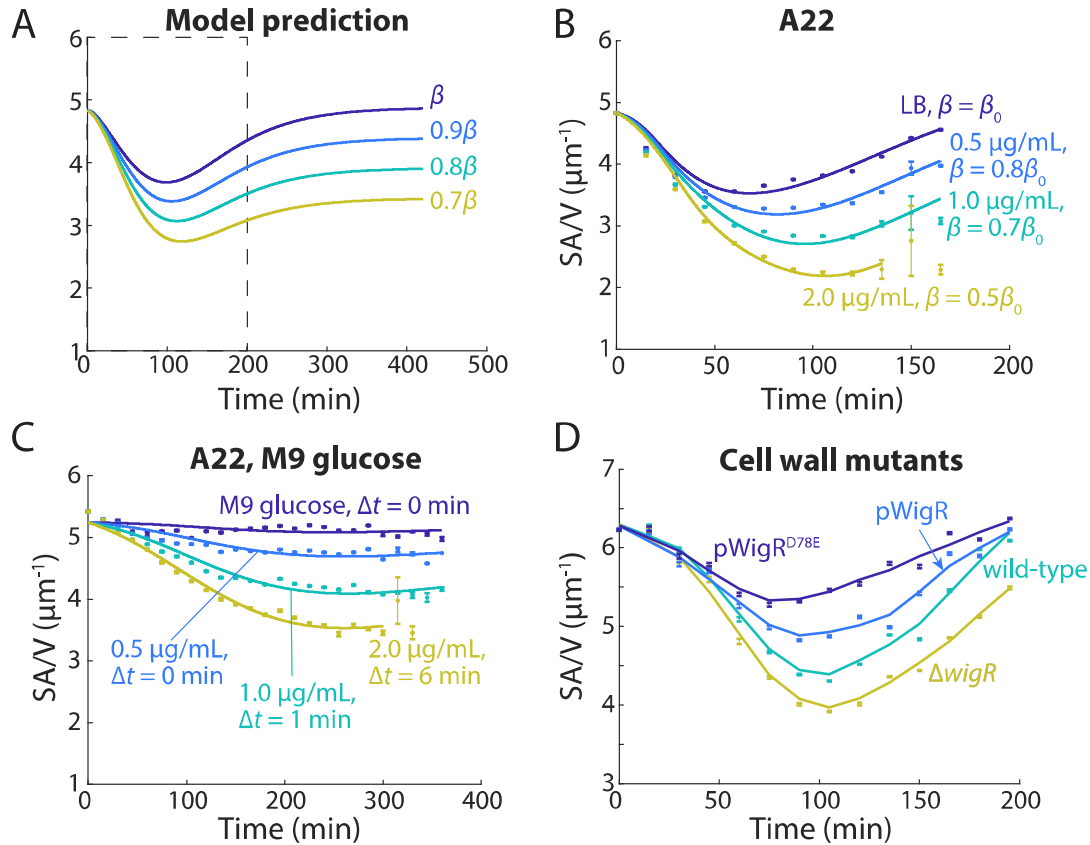 A
Model prediction
6
5
4
3
2
1
0
100
200
300
400
500
β
0.9β
0.8β
0.7β
Time (min)
B
A22
SA/V (μm⁻¹)
6
5
4
3
2
1
0
50
100
150
200
LB, β = β₀
0.5 μg/mL,
β = 0.8β₀
1.0 μg/mL,
β = 0.7β₀
2.0 μg/mL, β = 0.5β₀
Time (min)
C
A22, M9 glucose
SA/V (μm⁻¹)
6
5
4
3
2
1
0
100
200
300
400
M9 glucose, Δt = 0 min
0.5 μg/mL,
Δt = 0 min
1.0 μg/mL,
Δt = 1 min
2.0 μg/mL,
Δt = 6 min
Time (min)
D
Cell wall mutants
SA/V (μm⁻¹)
7
6
5
4
3
0
50
100
150
200
pWigRᴰ⁷⁸ᴱ
pWigR
wild-type
ΔwigR
Time (min)